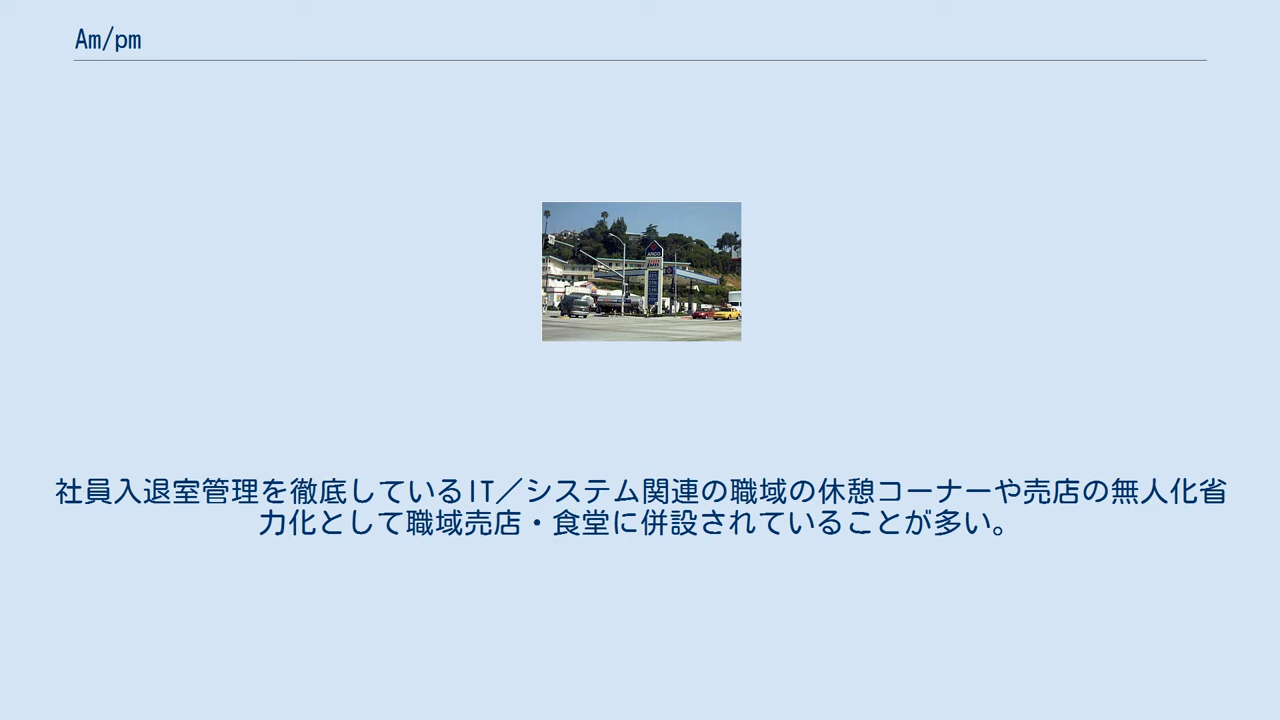 Am/pm
ARCO
社員入退室管理を徹底しているIT／システム関連の職域の休憩コーナーや売店の無人化省
力化として職域売店・食堂に併設されていることが多い。